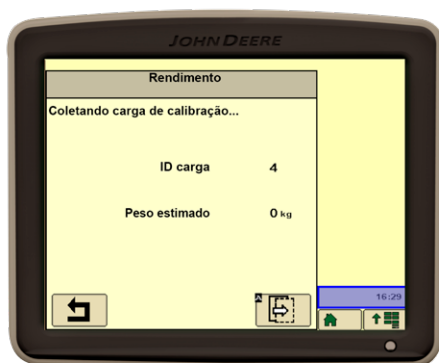 JOHN DEERE
Rendimento
Coletando carga de calibração...
ID carga 4
Peso estimado 0 kg
A
16:29